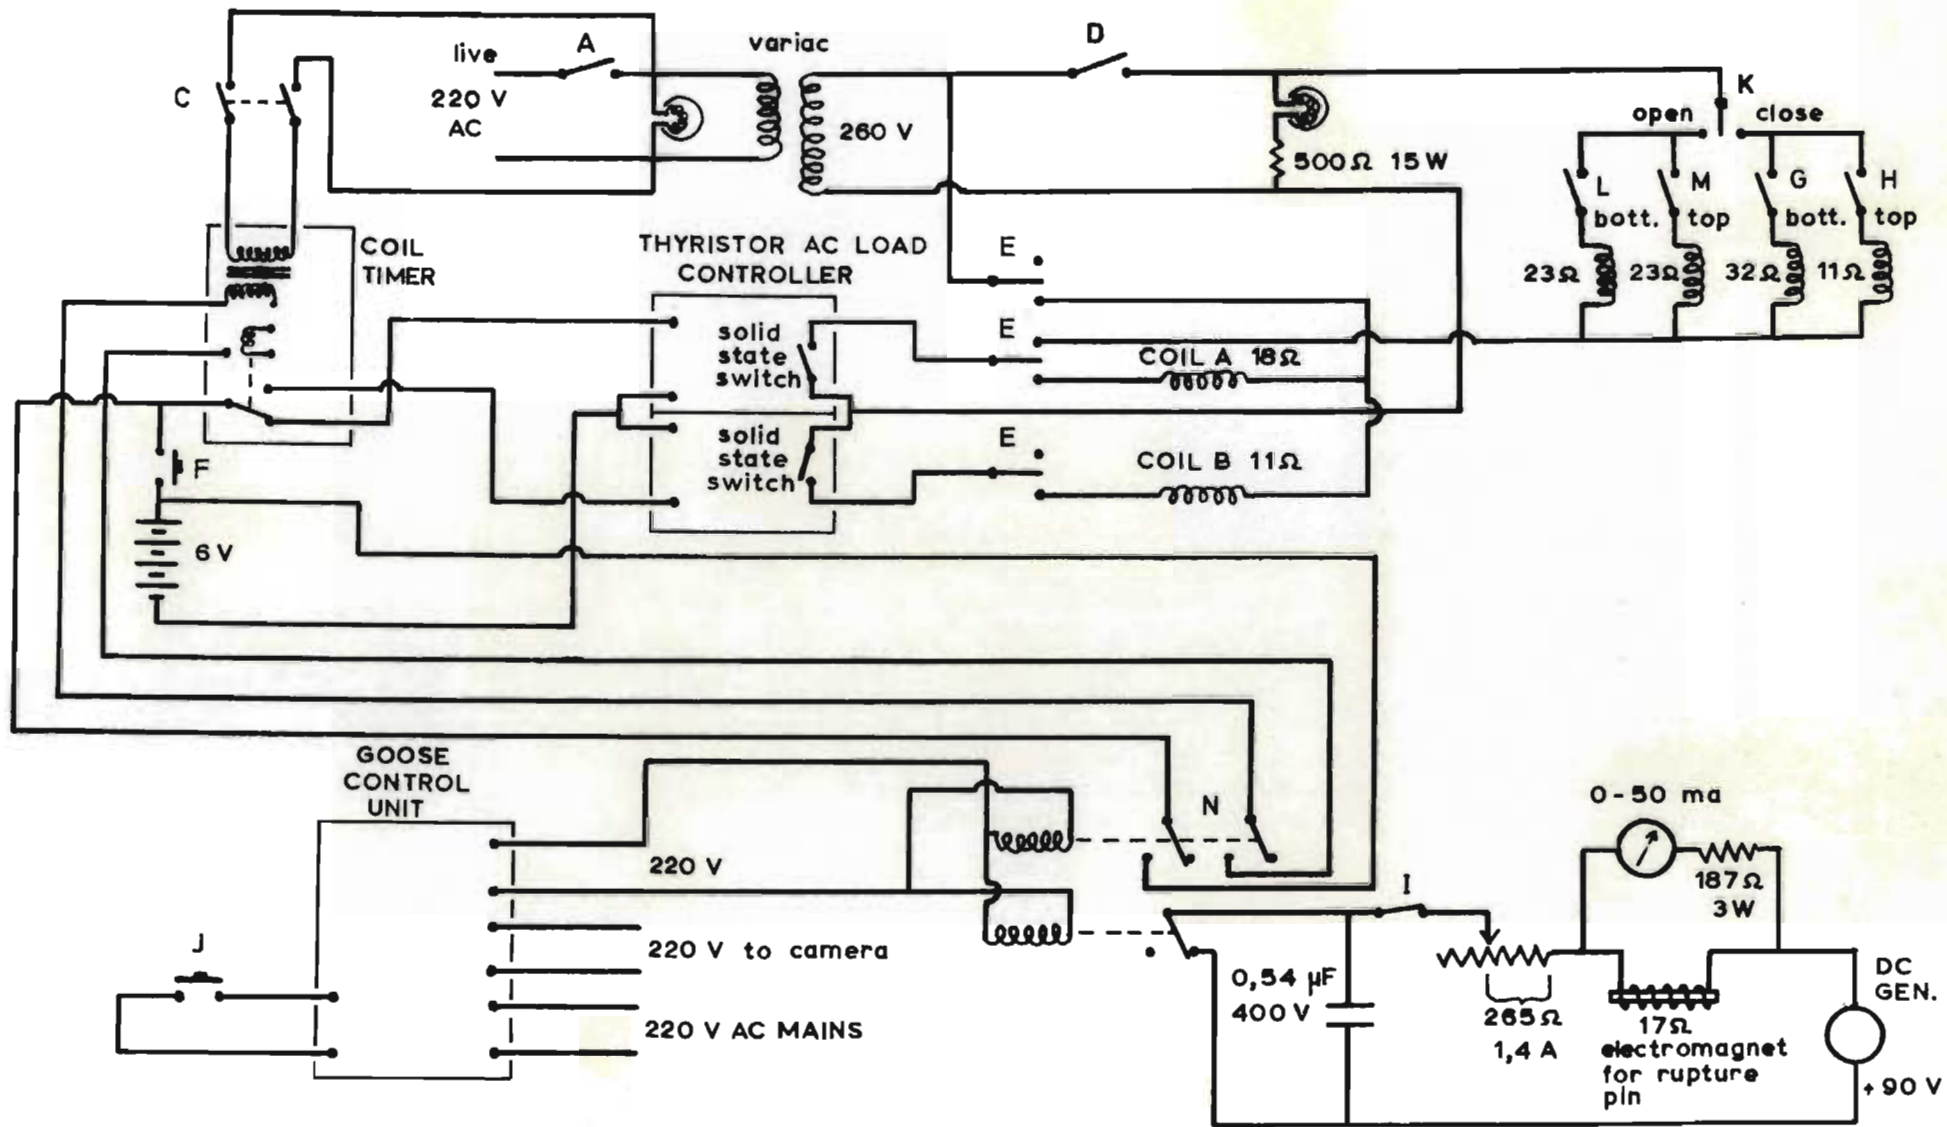 live
A
variac
D
C
220 V
AC
260 V
K
open
close
500Ω 15W
L
bott.
M
top
G
bott.
H
top
23Ω
23Ω
32Ω
11Ω
COIL
TIMER
THYRISTOR AC LOAD
CONTROLLER
E
solid
state
switch
E
COIL A 18Ω
solid
state
switch
E
COIL B 11Ω
F
6 V
GOOSE
CONTROL
UNIT
N
0-50 ma
220 V
187Ω
3 W
I
J
220 V to camera
0,54 µF
400 V
265Ω
1,4 A
17Ω
electromagnet
for rupture
pin
DC
GEN.
220 V AC MAINS
+ 90 V